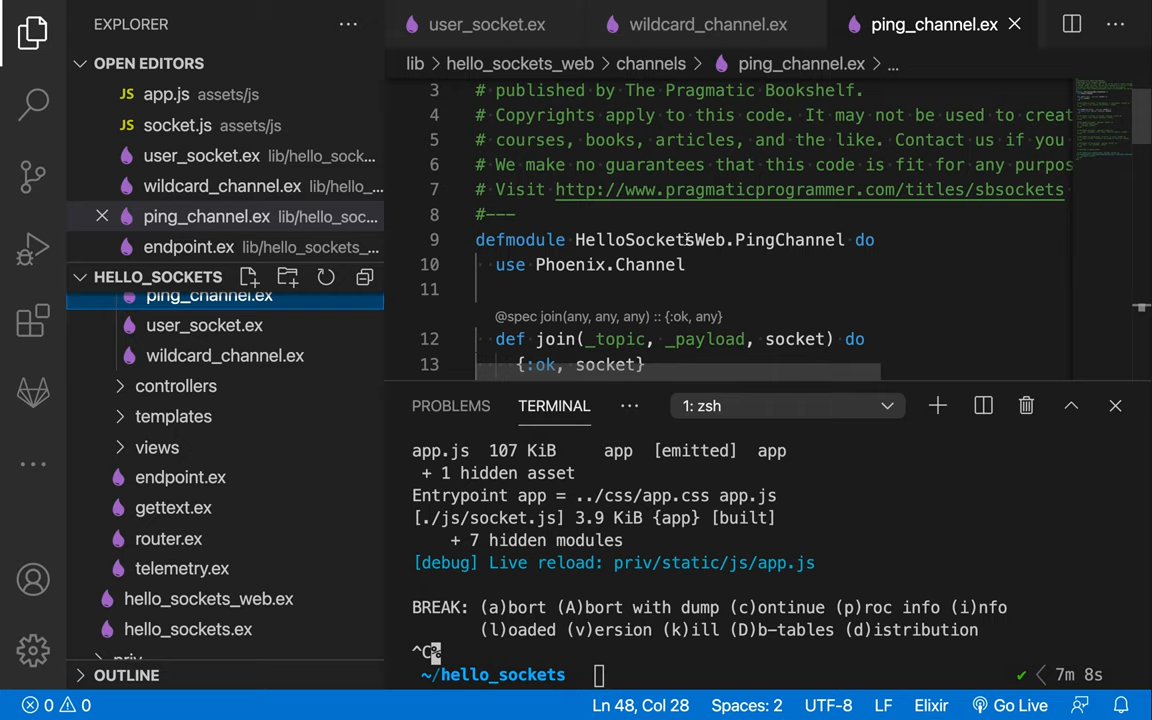 EXPLORER
OPEN EDITORS
JS app.js assets/js
JS socket.js assets/js
user_socket.ex lib/hello_sock...
wildcard_channel.ex lib/hello_...
ping_channel.ex lib/hello_soc...
endpoint.ex lib/hello_sockets_...
HELLO_SOCKETS
ping_channel.ex
user_socket.ex
wildcard_channel.ex
controllers
templates
views
endpoint.ex
gettext.ex
router.ex
telemetry.ex
hello_sockets_web.ex
hello_sockets.ex
priv
OUTLINE
user_socket.ex wildcard_channel.ex ping_channel.ex
lib > hello_sockets_web > channels > ping_channel.ex > ...
3 # published by The Pragmatic Bookshelf.
4 # Copyrights apply to this code. It may not be used to creat
5 # courses, books, articles, and the like. Contact us if you
6 # We make no guarantees that this code is fit for any purpos
7 # Visit http://www.pragmaticprogrammer.com/titles/sbsockets
8 #---
9 defmodule HelloSocketsWeb.PingChannel do
10 use Phoenix.Channel
11
@spec join(any, any, any) :: {:ok, any}
12 def join(_topic, _payload, socket) do
13 {:ok, socket}
PROBLEMS TERMINAL ... 1: zsh
app.js 107 KiB app [emitted] app
+ 1 hidden asset
Entrypoint app = ../css/app.css app.js
[./js/socket.js] 3.9 KiB {app} [built]
+ 7 hidden modules
[debug] Live reload: priv/static/js/app.js
BREAK: (a)bort (A)bort with dump (c)ontinue (p)roc info (i)nfo
(l)oaded (v)ersion (k)ill (D)b-tables (d)istribution
^C%
~/hello_sockets 7m 8s
0 0 Ln 48, Col 28 Spaces: 2 UTF-8 LF Elixir Go Live